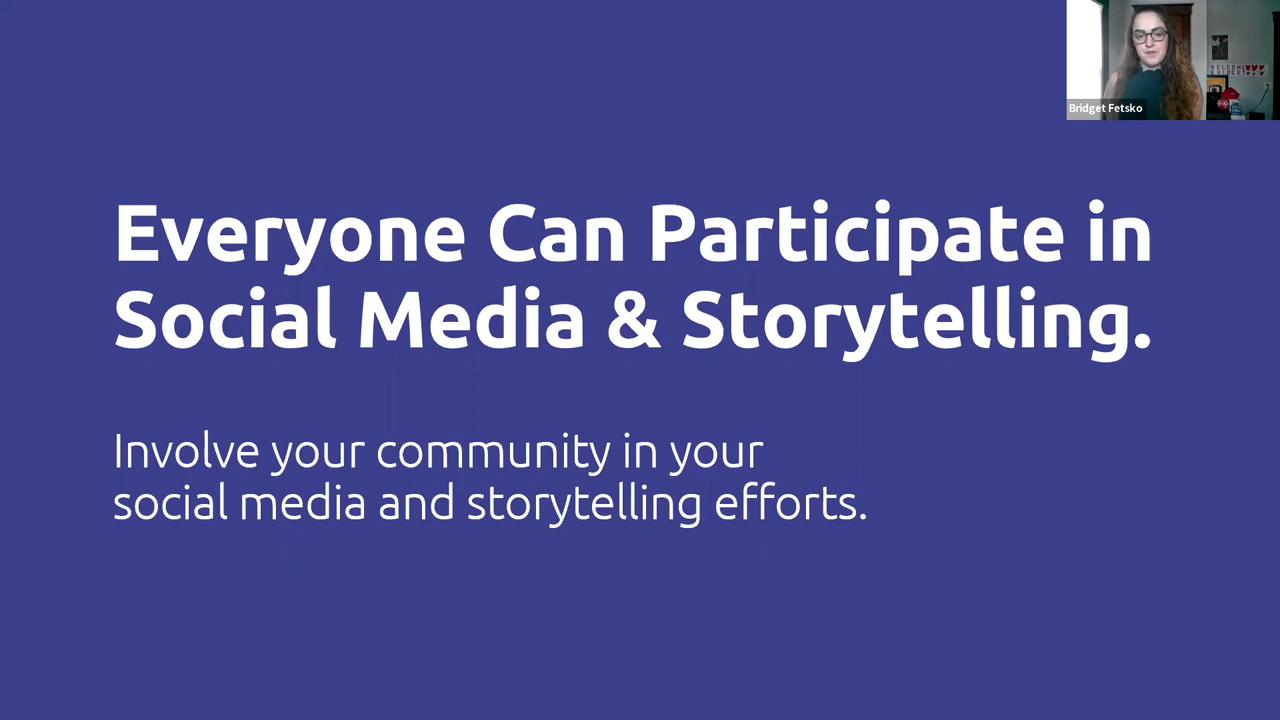 Bridget Fetsko
Everyone Can Participate in
Social Media & Storytelling.
Involve your community in your
social media and storytelling efforts.